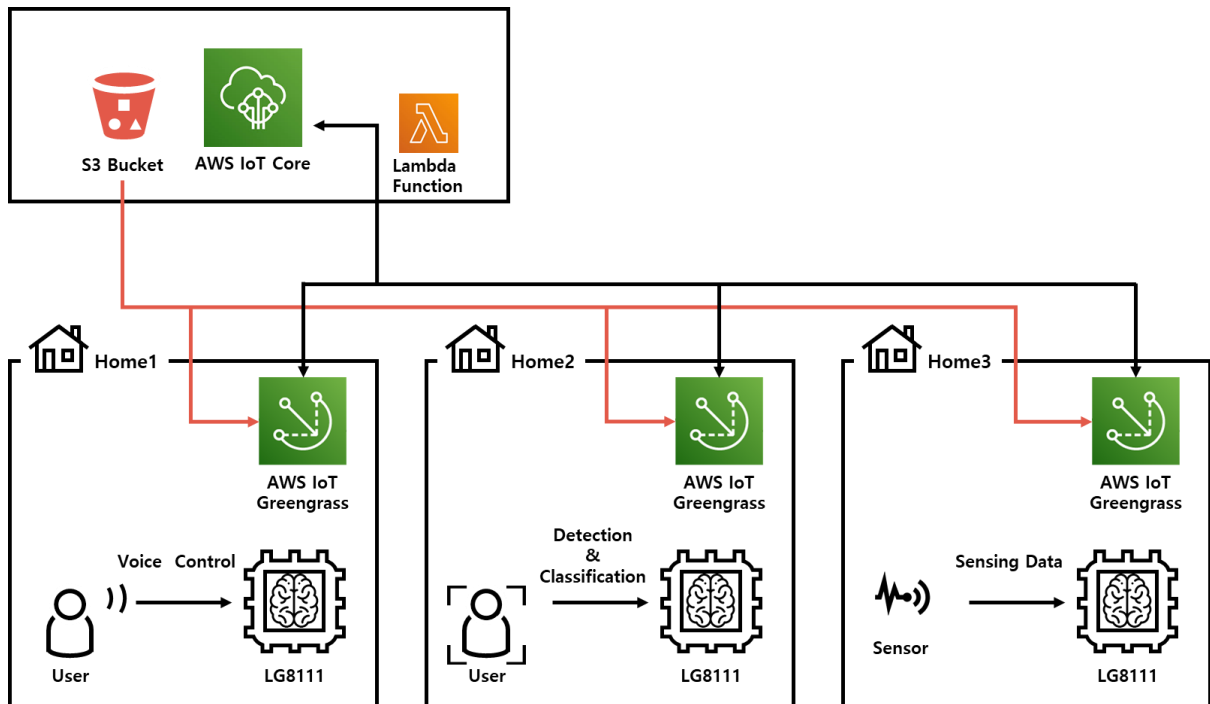 S3 Bucket
AWS IoT Core
Lambda
Function
Home1
AWS IoT
Greengrass
Voice Control
User
LG8111
Home2
AWS IoT
Greengrass
Detection
&
Classification
User
LG8111
Home3
AWS IoT
Greengrass
Sensing Data
Sensor
LG8111